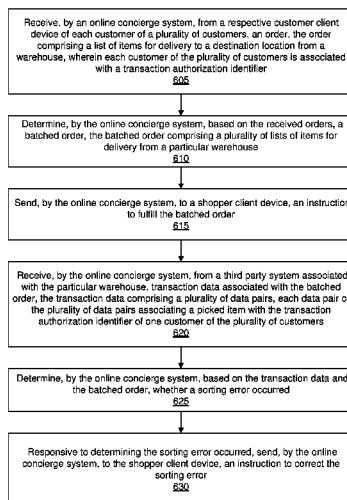 Receive, by an online concierge system, from a respective customer client
device of each customer of a plurality of customers, an order, the order
comprising a list of items for delivery to a destination location from a
warehouse, wherein each customer of the plurality of customers is associated
with a transaction authorization identifier
605
Determine, by the online concierge system, based on the received orders, a
batched order, the batched order comprising a plurality of lists of items for
delivery from a particular warehouse
610
Send, by the online concierge system, to a shopper client device, an instruction
to fulfill the batched order
615
Receive, by the online concierge system, from a third party system associated
with the particular warehouse, transaction data associated with the batched
order, the transaction data comprising a plurality of data pairs, each data pair of
the plurality of data pairs associating a picked item with the transaction
authorization identifier of one customer of the plurality of customers
620
Determine, by the online concierge system, based on the transaction data and
the batched order, whether a sorting error occurred
625
Responsive to determining the sorting error occurred, send, by the online
concierge system, to the shopper client device, an instruction to correct the
sorting error
630